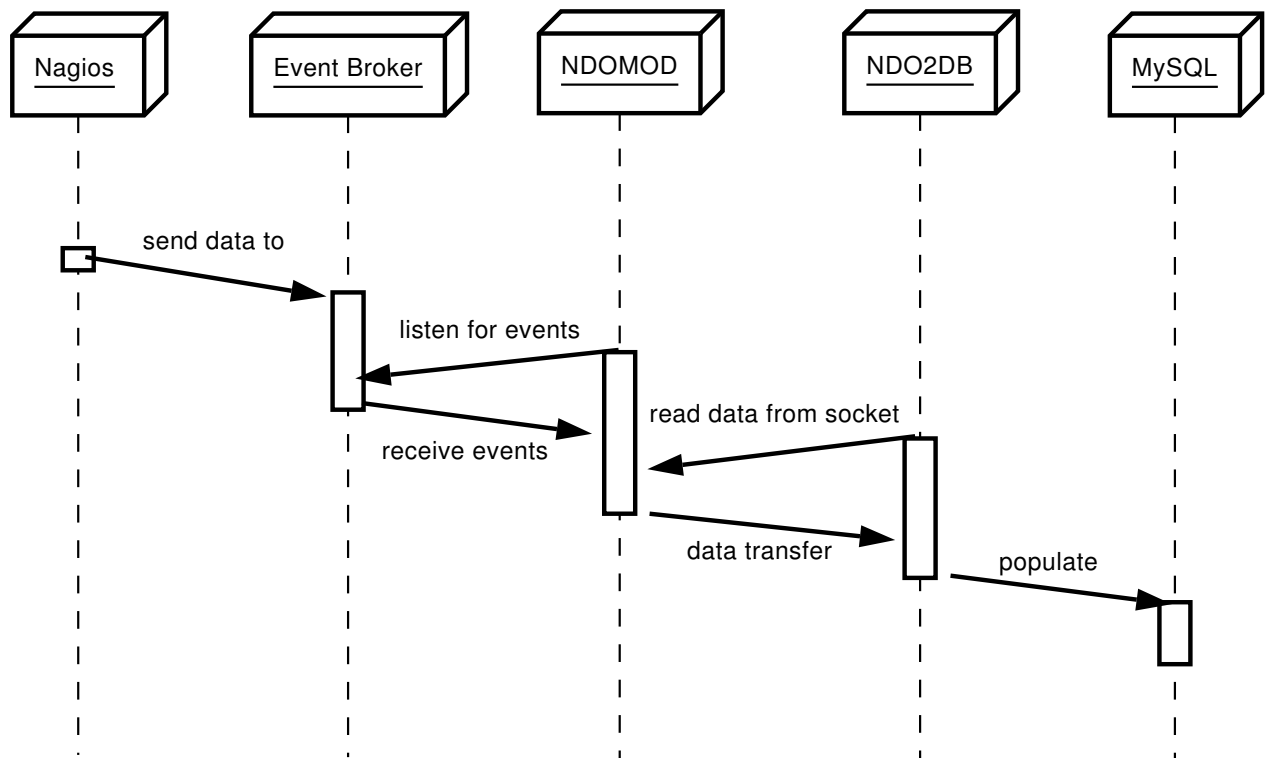 Nagios
Event Broker
NDOMOD
NDO2DB
MySQL
send data to
listen for events
receive events
read data from socket
data transfer
populate